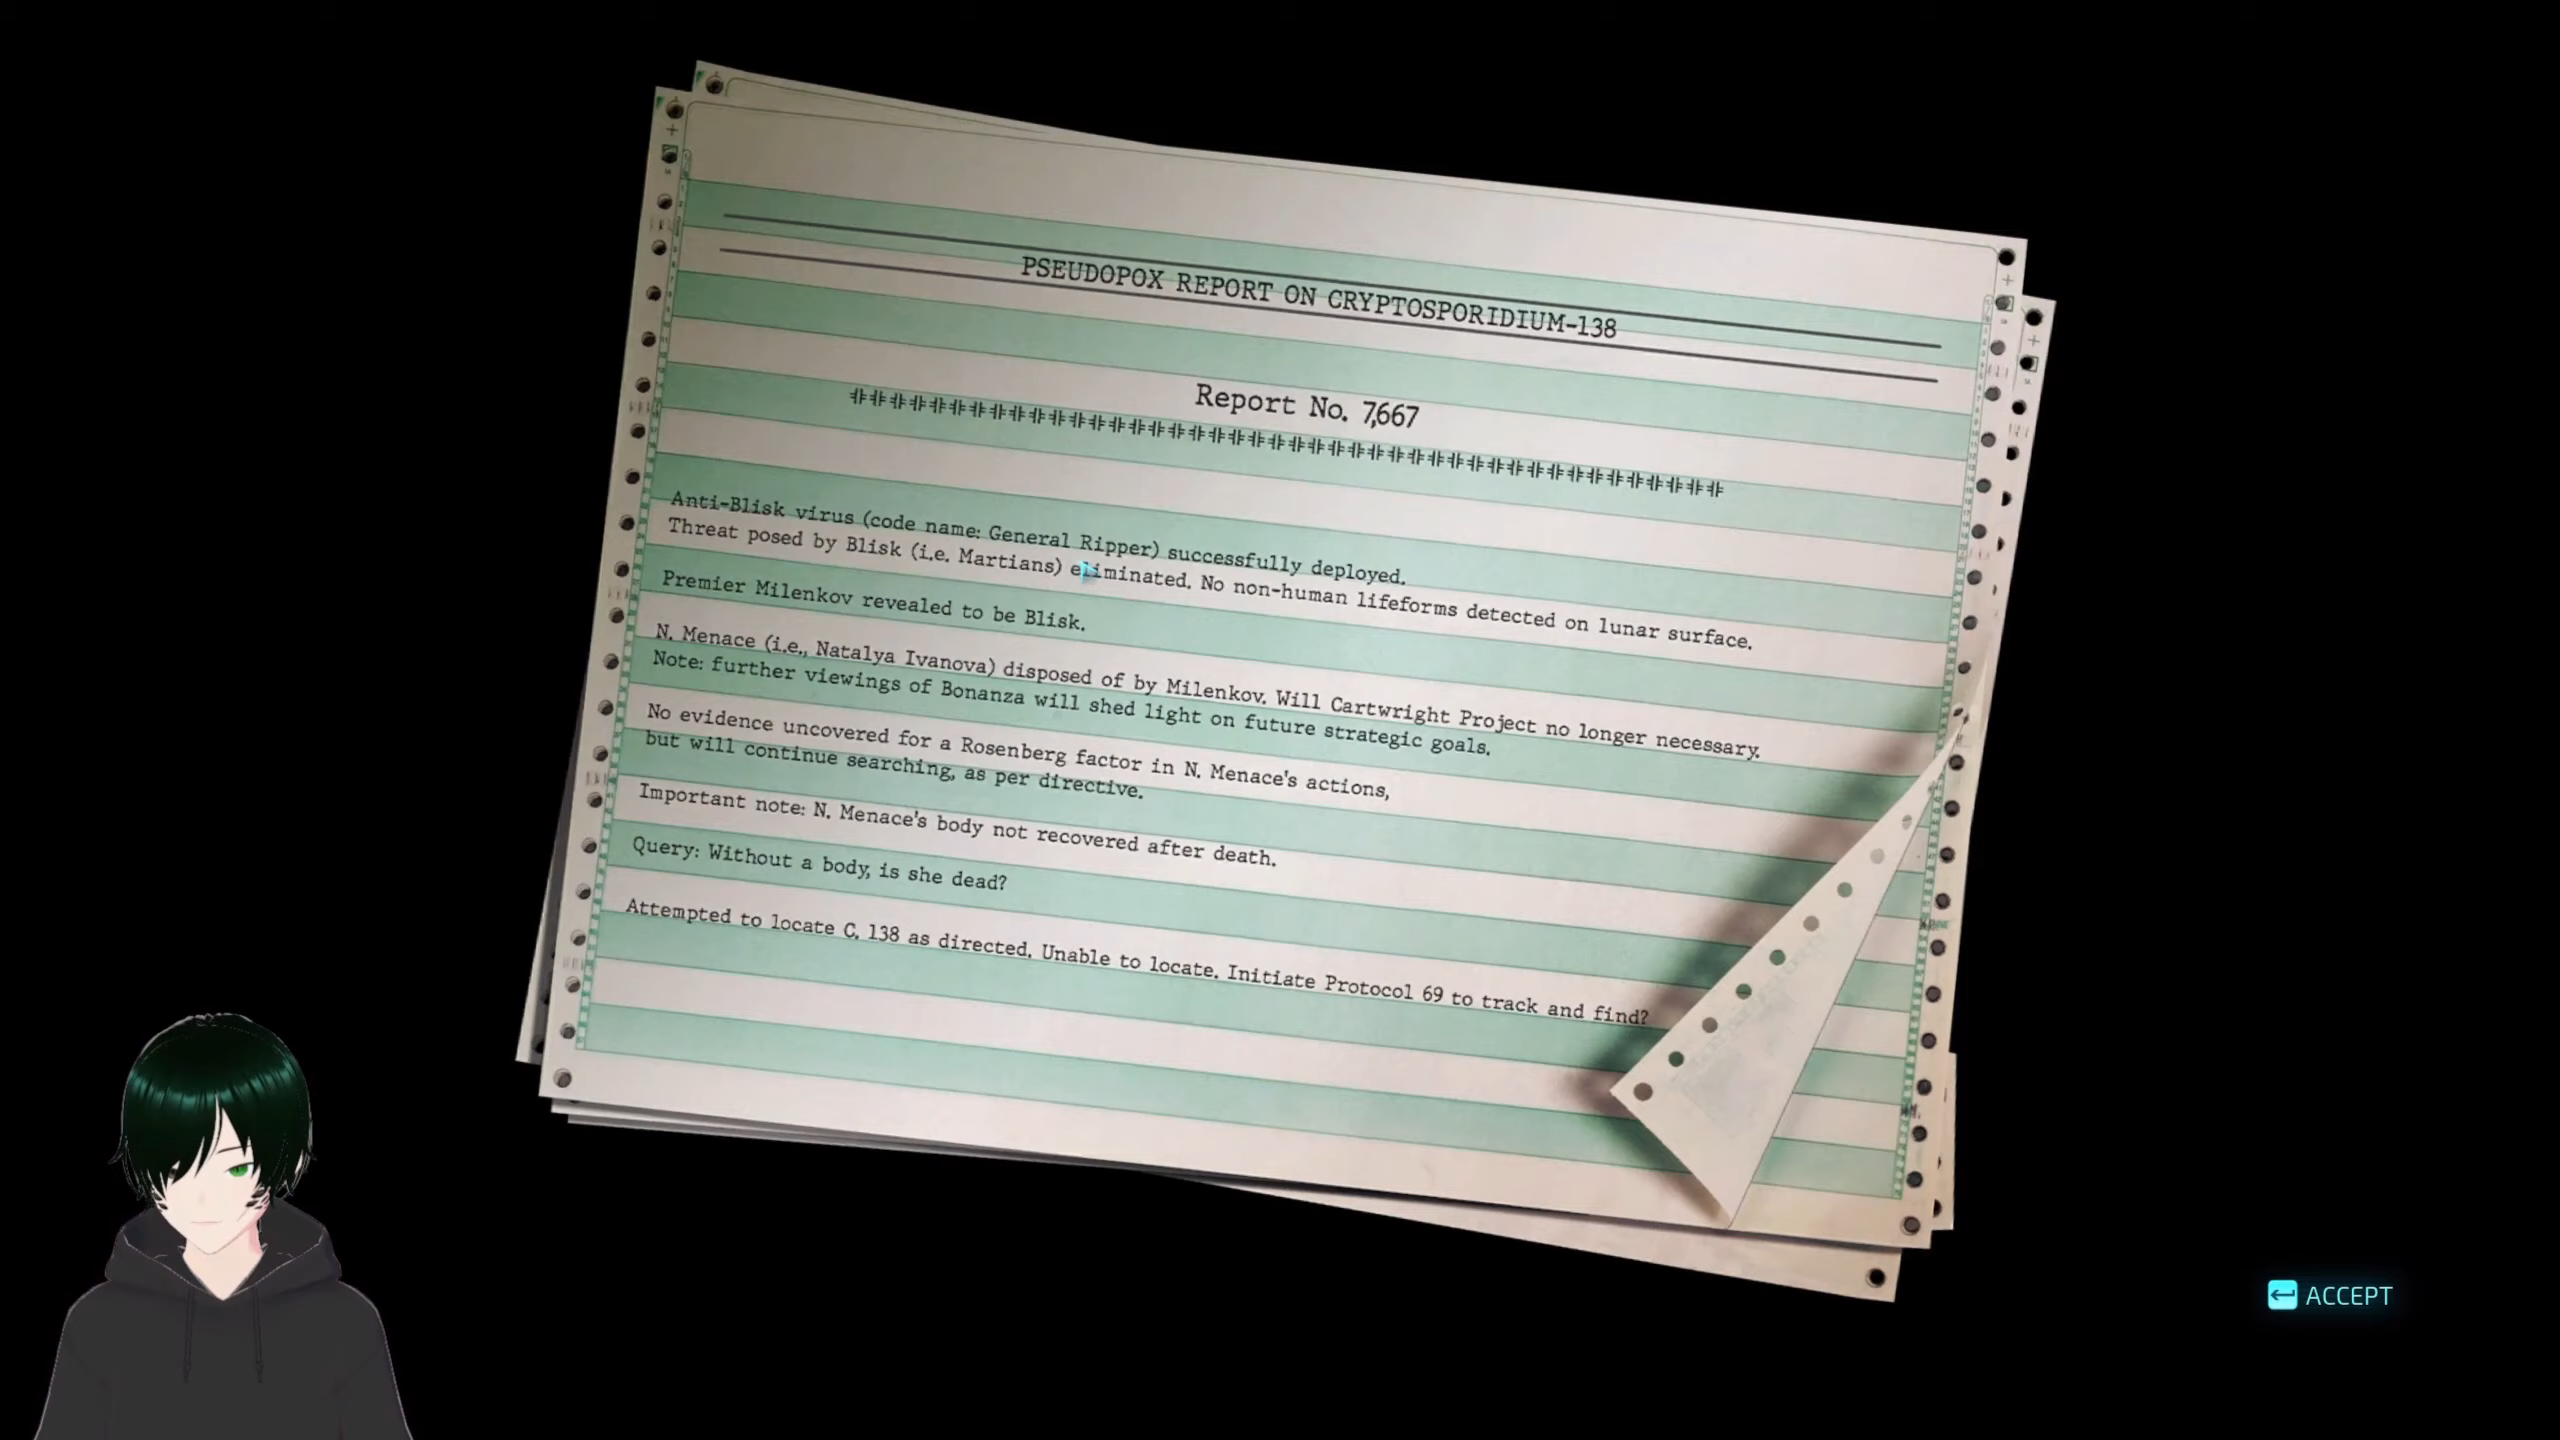 PSEUDOPOX REPORT ON CRYPTOSPORIDIUM-138
Report No. 7,667
Anti-Blisk virus (code name: General Ripper) successfully deployed.
Threat posed by Blisk (i.e. Martians) eliminated. No non-human lifeforms detected on lunar surface.
Premier Milenkov revealed to be Blisk.
N. Menace (i.e., Natalya Ivanova) disposed of by Milenkov. Will Cartwright Project no longer necessary.
Note: further viewings of Bonanza will shed light on future strategic goals.
No evidence uncovered for a Rosenberg factor in N. Menace's actions,
but will continue searching, as per directive.
Important note: N. Menace's body not recovered after death.
Query: Without a body, is she dead?
Attempted to locate C. 138 as directed. Unable to locate. Initiate Protocol 69 to track and find?
ACCEPT